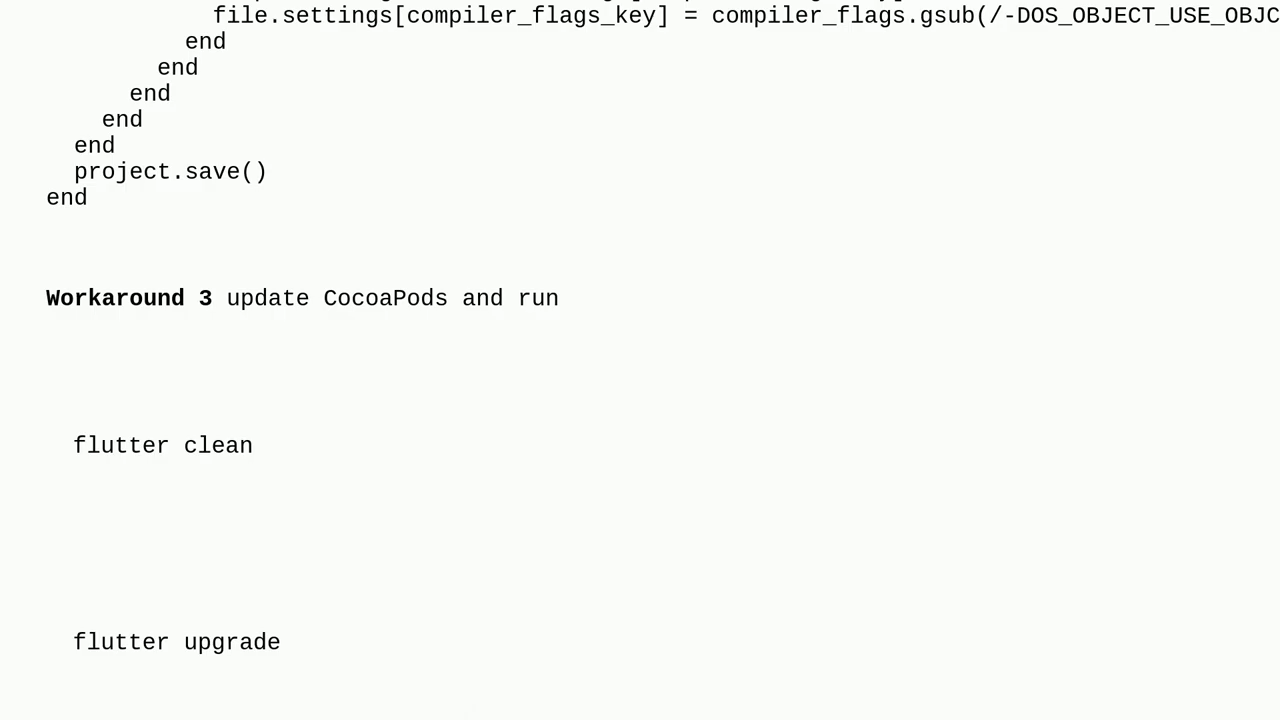 file.settings[compiler_flags_key] = compiler_flags.gsub(/-DOS_OBJECT_USE_OBJC
end
end
end
end
end
project.save()
end
Workaround 3 update CocoaPods and run
flutter clean
flutter upgrade